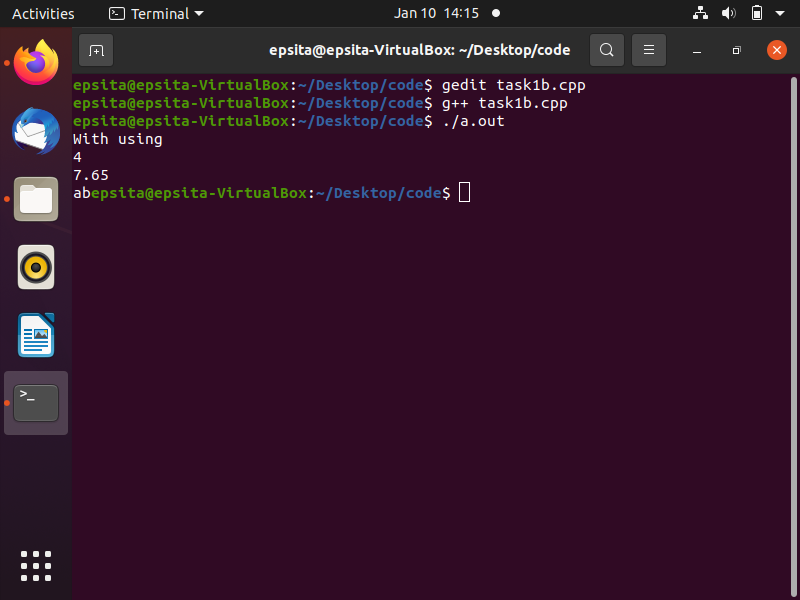 Activities Terminal Jan 10 14:15
epsita@epsita-VirtualBox: ~/Desktop/code
epsita@epsita-VirtualBox:~/Desktop/code$ gedit task1b.cpp
epsita@epsita-VirtualBox:~/Desktop/code$ g++ task1b.cpp
epsita@epsita-VirtualBox:~/Desktop/code$ ./a.out
With using
4
7.65
abepsita@epsita-VirtualBox:~/Desktop/code$
>_